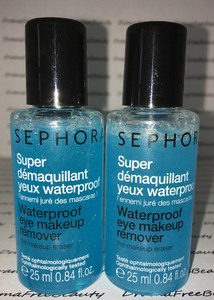 SEPHORA
Super
démaquillant
yeux waterproof
l'ennemi juré des mascaras !
Waterproof
eye makeup
remover
the makeup eraser
Testé ophtalmologiquement
Ophthalmologically tested
℮ 25 ml 0.84 fl.oz.
SEPHORA
Super
démaquillant
yeux waterproof
l'ennemi juré des mascaras !
Waterproof
eye makeup
remover
the makeup eraser
Testé ophtalmologiquement
Ophthalmologically tested
℮ 25 ml 0.84 fl.oz.